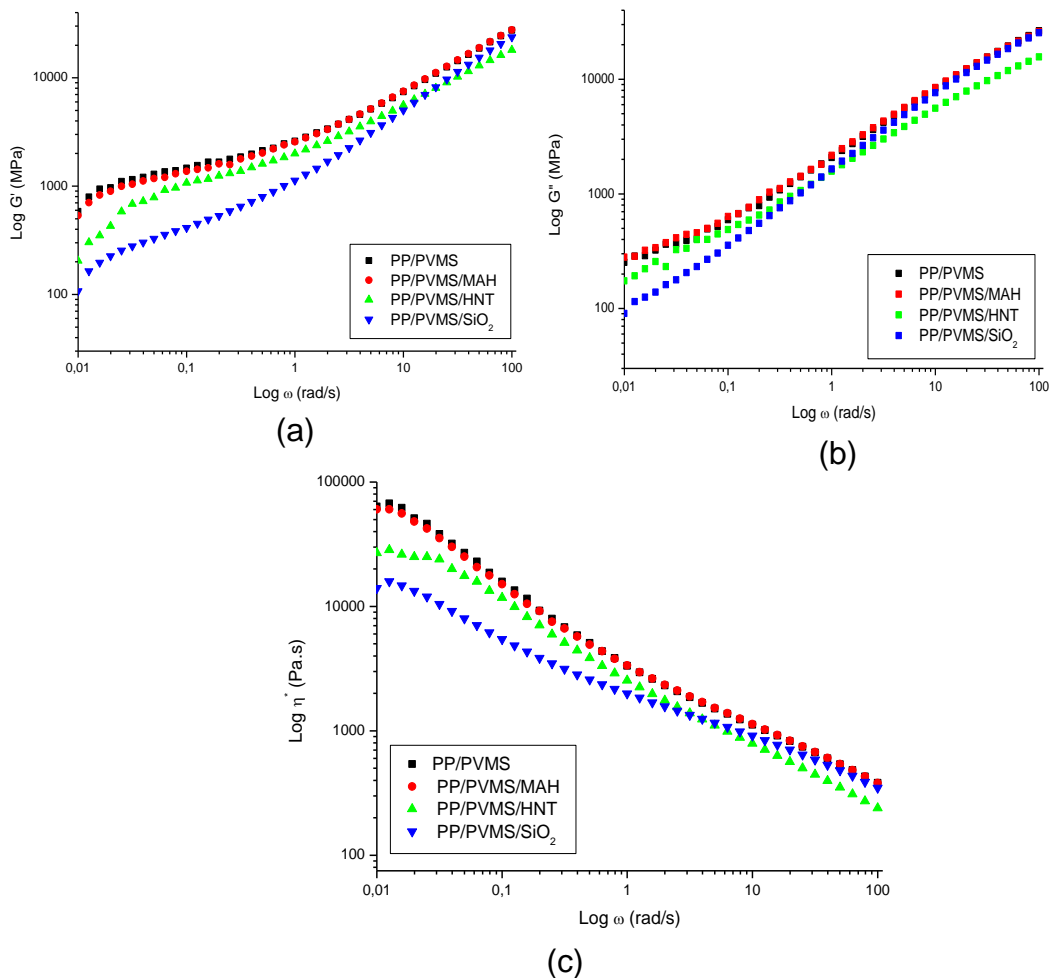 10000
1000
100
Log G' (MPa)
PP/PVMS
PP/PVMS/MAH
PP/PVMS/HNT
PP/PVMS/SiO₂
0,01 0,1 1 10 100
Log ω (rad/s)
(a)
10000
1000
100
Log G'' (MPa)
PP/PVMS
PP/PVMS/MAH
PP/PVMS/HNT
PP/PVMS/SiO₂
0,01 0,1 1 10 100
Log ω (rad/s)
(b)
100000
10000
1000
100
Log η* (Pa.s)
PP/PVMS
PP/PVMS/MAH
PP/PVMS/HNT
PP/PVMS/SiO₂
0,01 0,1 1 10 100
Log ω (rad/s)
(c)